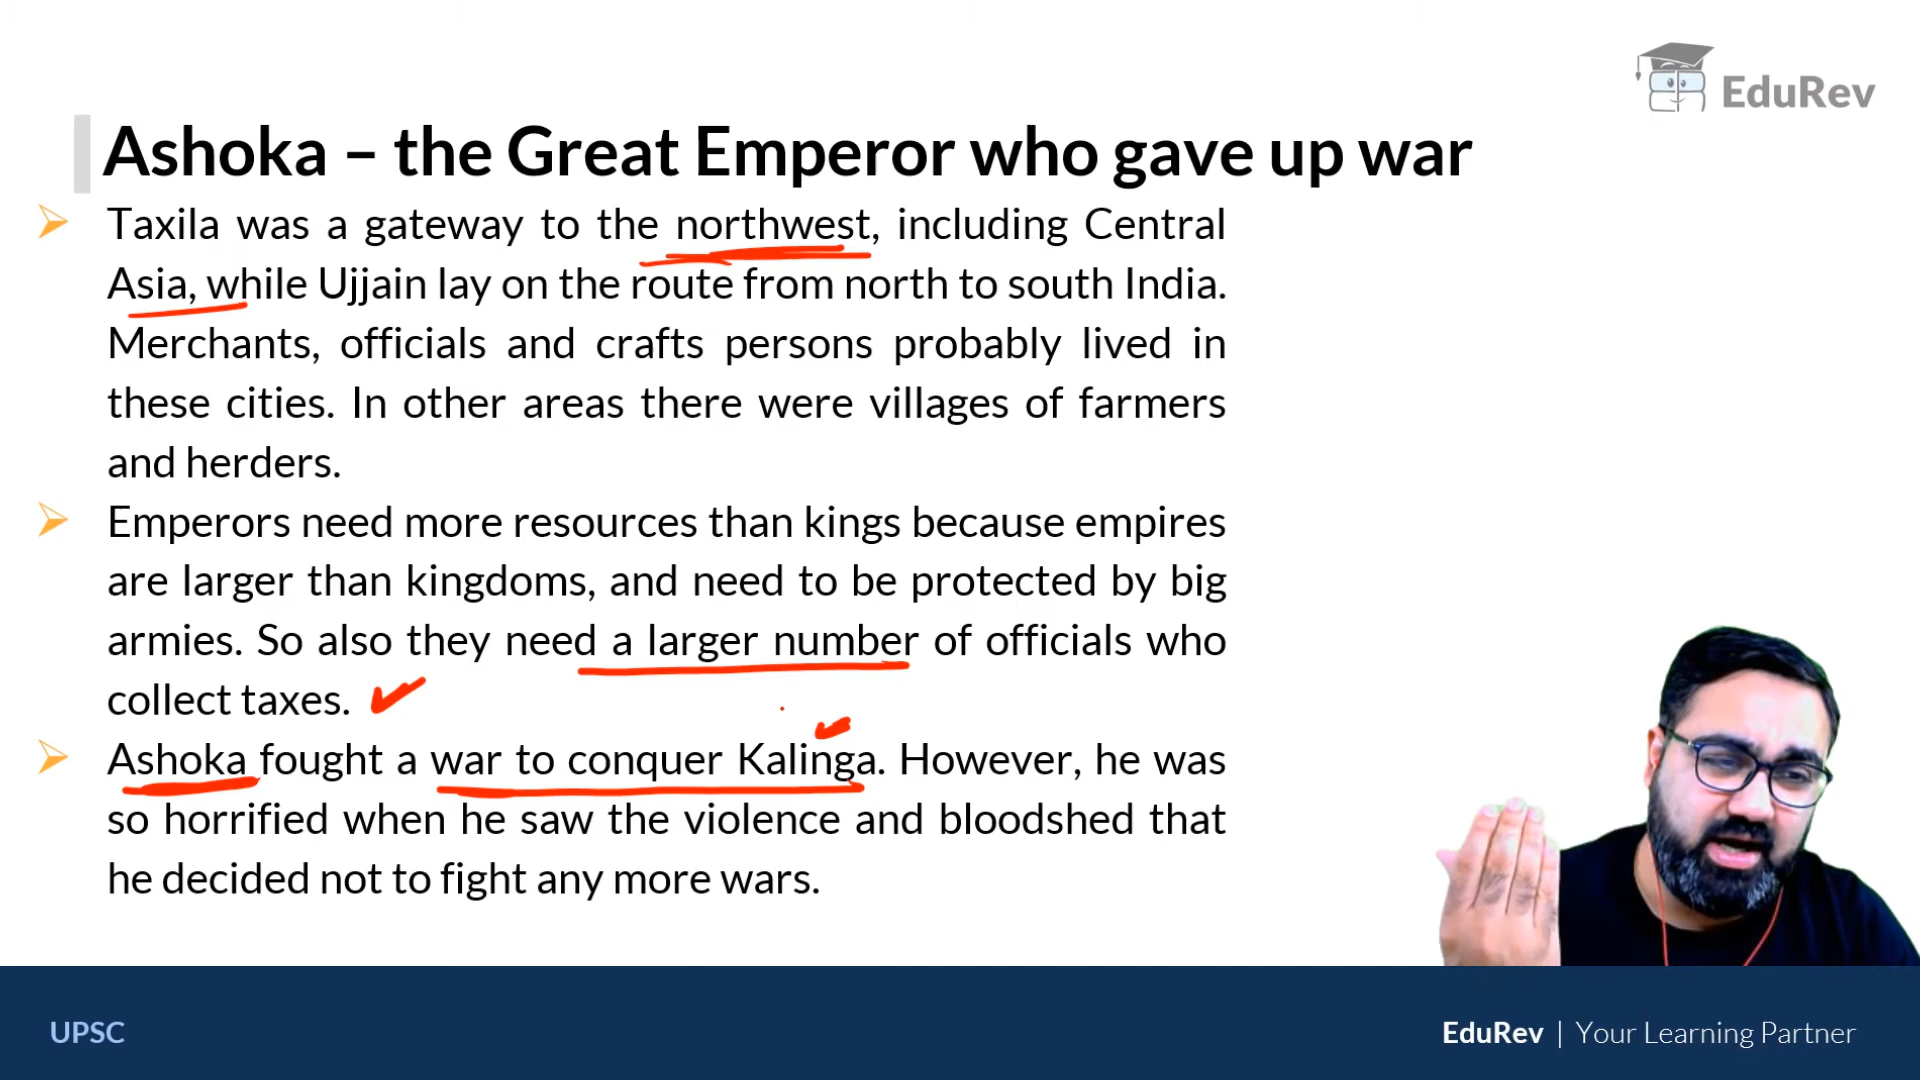 EduRev
Ashoka – the Great Emperor who gave up war
Taxila was a gateway to the northwest, including Central
Asia, while Ujjain lay on the route from north to south India.
Merchants, officials and crafts persons probably lived in
these cities. In other areas there were villages of farmers
and herders.
Emperors need more resources than kings because empires
are larger than kingdoms, and need to be protected by big
armies. So also they need a larger number of officials who
collect taxes.
Ashoka fought a war to conquer Kalinga. However, he was
so horrified when he saw the violence and bloodshed that
he decided not to fight any more wars.
UPSC
EduRev | Your Learning Partner